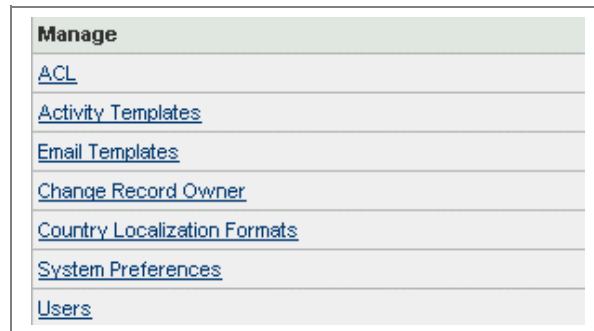 Manage
ACL
Activity Templates
Email Templates
Change Record Owner
Country Localization Formats
System Preferences
Users